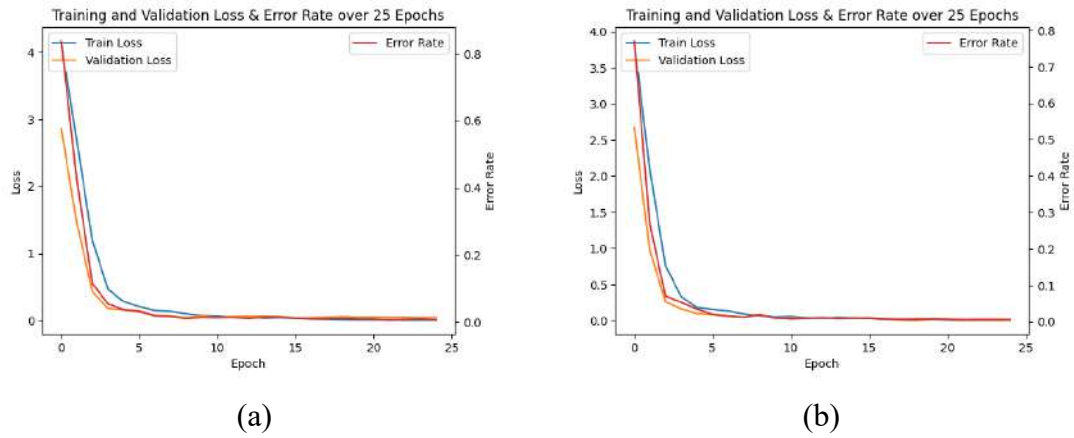 Training and Validation Loss & Error Rate over 25 Epochs
Train Loss
Validation Loss
Error Rate
4
3
2
1
0
0.8
0.6
0.4
0.2
0.0
Loss
Error Rate
0 5 10 15 20 25
Epoch
(a)
Training and Validation Loss & Error Rate over 25 Epochs
Train Loss
Validation Loss
Error Rate
4.0
3.5
3.0
2.5
2.0
1.5
1.0
0.5
0.0
0.8
0.7
0.6
0.5
0.4
0.3
0.2
0.1
0.0
Loss
Error Rate
0 5 10 15 20 25
Epoch
(b)